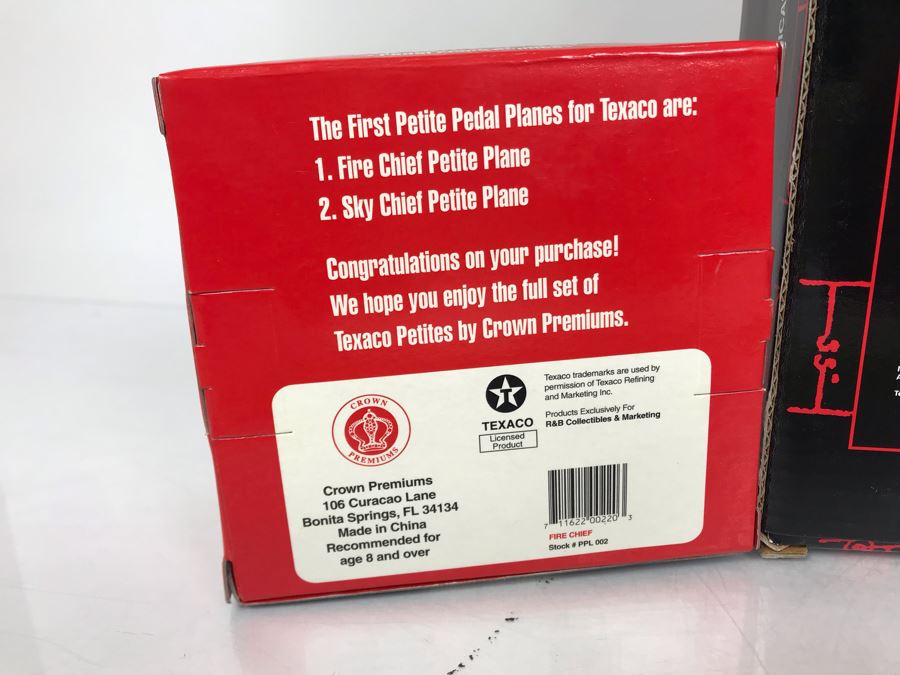 The First Petite Pedal Planes for Texaco are:
1. Fire Chief Petite Plane
2. Sky Chief Petite Plane
Congratulations on your purchase!
We hope you enjoy the full set of
Texaco Petites by Crown Premiums.
CROWN
PREMIUMS
Crown Premiums
106 Curacao Lane
Bonita Springs, FL 34134
Made in China
Recommended for
age 8 and over
TEXACO
Licensed
Product
Texaco trademarks are used by
permission of Texaco Refining
and Marketing Inc.
Products Exclusively For
R&B Collectibles & Marketing
7 11622 00220 3
FIRE CHIEF
Stock # PPL 002